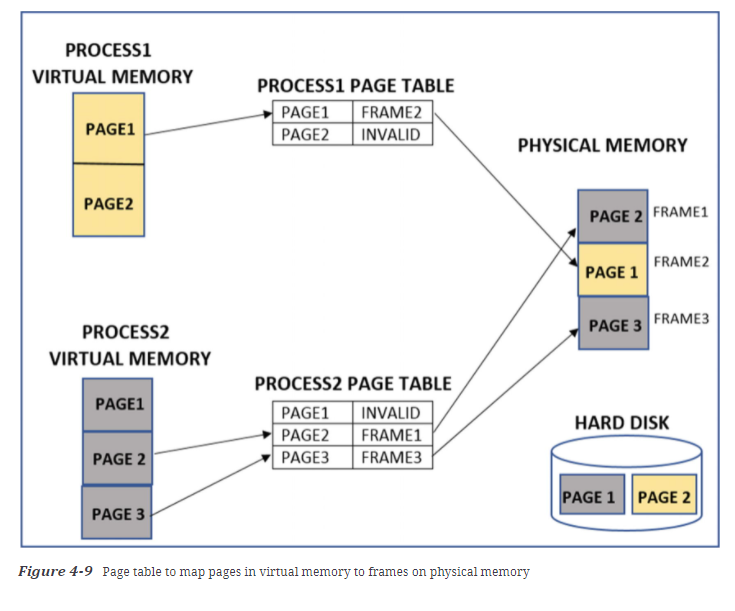 PROCESS1
VIRTUAL MEMORY
PAGE1
PAGE2
PROCESS1 PAGE TABLE
PAGE1 FRAME2
PAGE2 INVALID
PHYSICAL MEMORY
PAGE 2 FRAME1
PAGE 1 FRAME2
PAGE 3 FRAME3
PROCESS2
VIRTUAL MEMORY
PAGE1
PAGE 2
PAGE 3
PROCESS2 PAGE TABLE
PAGE1 INVALID
PAGE2 FRAME1
PAGE3 FRAME3
HARD DISK
PAGE 1 PAGE 2
Figure 4-9 Page table to map pages in virtual memory to frames on physical memory